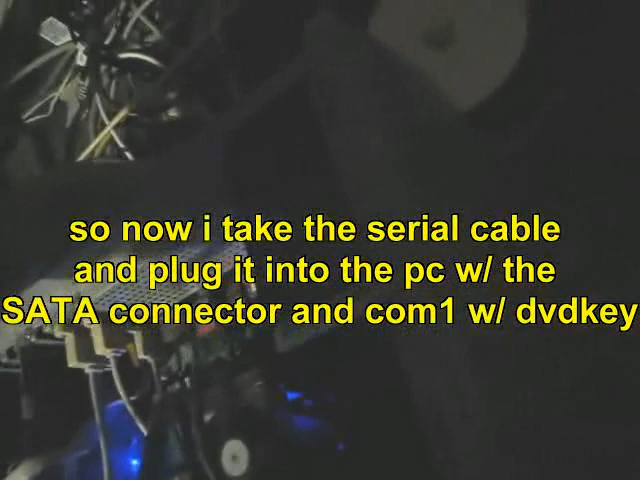 so now i take the serial cable
and plug it into the pc w/ the
SATA connector and com1 w/ dvdkey